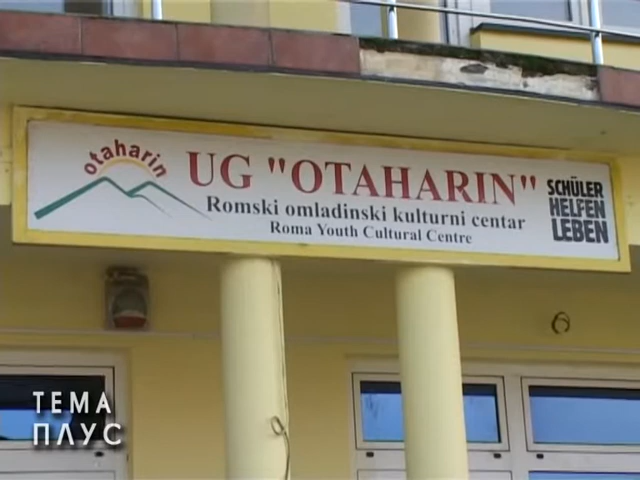 otaharin
UG "OTAHARIN"
Romski omladinski kulturni centar
Roma Youth Cultural Centre
SCHÜLER
HELFEN
LEBEN
ТЕМА
ПЛУС